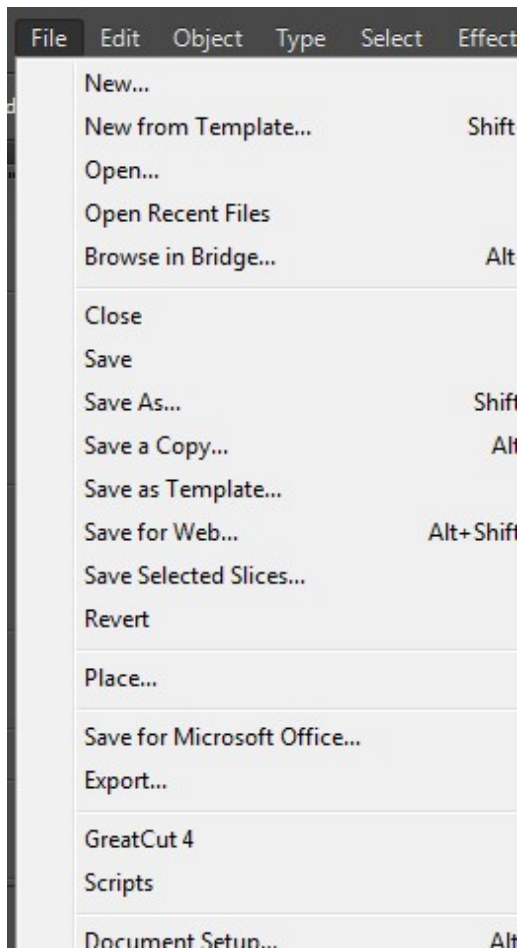 File Edit Object Type Select Effect
New...
New from Template... Shift
Open...
Open Recent Files
Browse in Bridge... Alt
Close
Save
Save As... Shift
Save a Copy... Alt
Save as Template...
Save for Web... Alt+Shift
Save Selected Slices...
Revert
Place...
Save for Microsoft Office...
Export...
GreatCut 4
Scripts
Document Setup... Alt